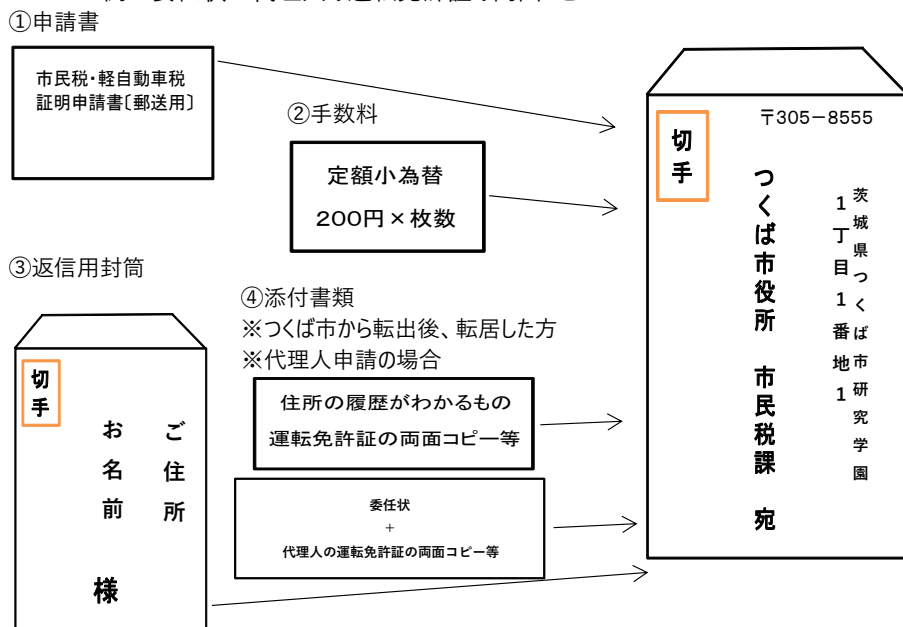 ①申請書
市民税・軽自動車税
証明申請書〔郵送用〕
②手数料
定額小為替
200円×枚数
③返信用封筒
切手
ご住所
お名前
様
④添付書類
※つくば市から転出後、転居した方
※代理人申請の場合
住所の履歴がわかるもの
運転免許証の両面コピー等
委任状
+
代理人の運転免許証の両面コピー等
切手
〒305-8555
茨城県つくば市研究学園
1丁目1番地1
つくば市役所 市民税課 宛